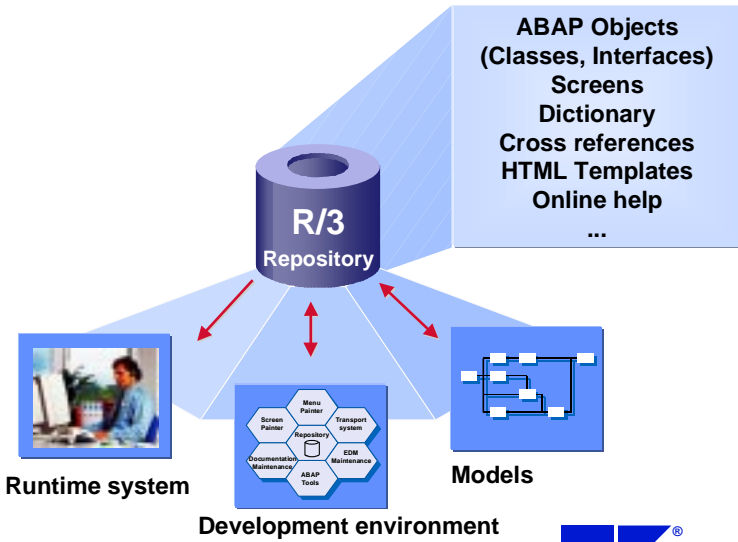 ABAP Objects
(Classes, Interfaces)
Screens
Dictionary
Cross references
HTML Templates
Online help
...
R/3
Repository
Menu
Painter
Screen
Painter
Transport
system
Repository
Documentation
Maintenance
EDM
Maintenance
ABAP
Tools
Runtime system
Models
Development environment
®